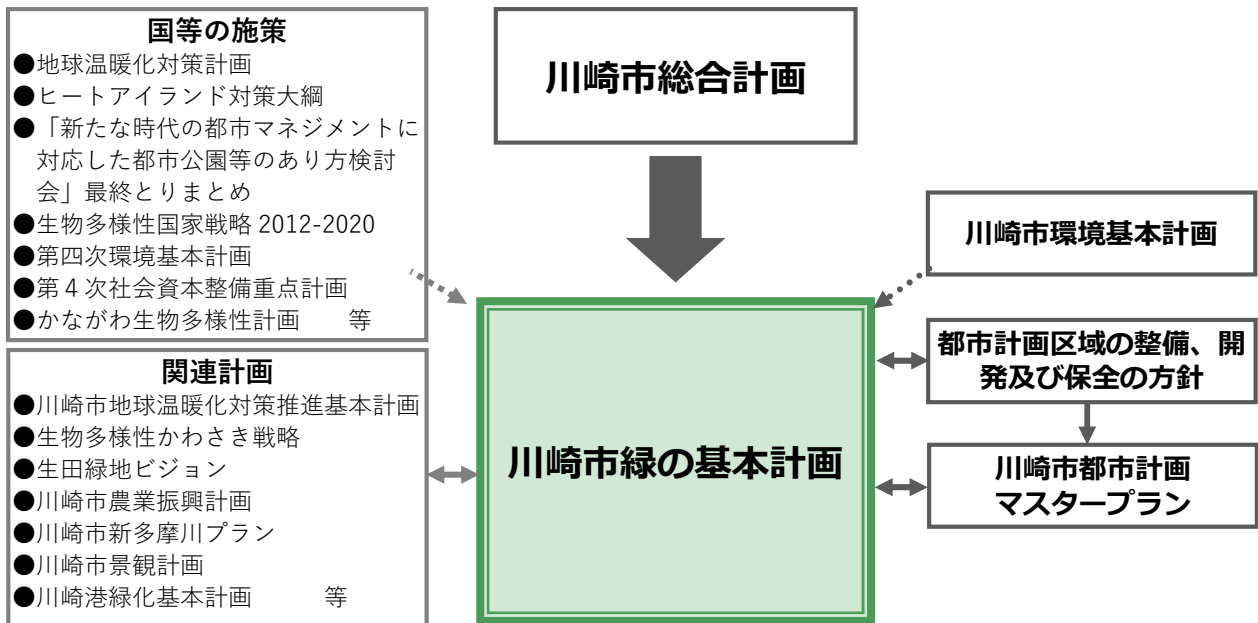 国等の施策
●地球温暖化対策計画
●ヒートアイランド対策大綱
●「新たな時代の都市マネジメントに
対応した都市公園等のあり方検討
会」最終とりまとめ
●生物多様性国家戦略 2012-2020
●第四次環境基本計画
●第４次社会資本整備重点計画
●かながわ生物多様性計画　　等
関連計画
●川崎市地球温暖化対策推進基本計画
●生物多様性かわさき戦略
●生田緑地ビジョン
●川崎市農業振興計画
●川崎市新多摩川プラン
●川崎市景観計画
●川崎港緑化基本計画　　　等
川崎市総合計画
川崎市緑の基本計画
川崎市環境基本計画
都市計画区域の整備、開
発及び保全の方針
川崎市都市計画
マスタープラン